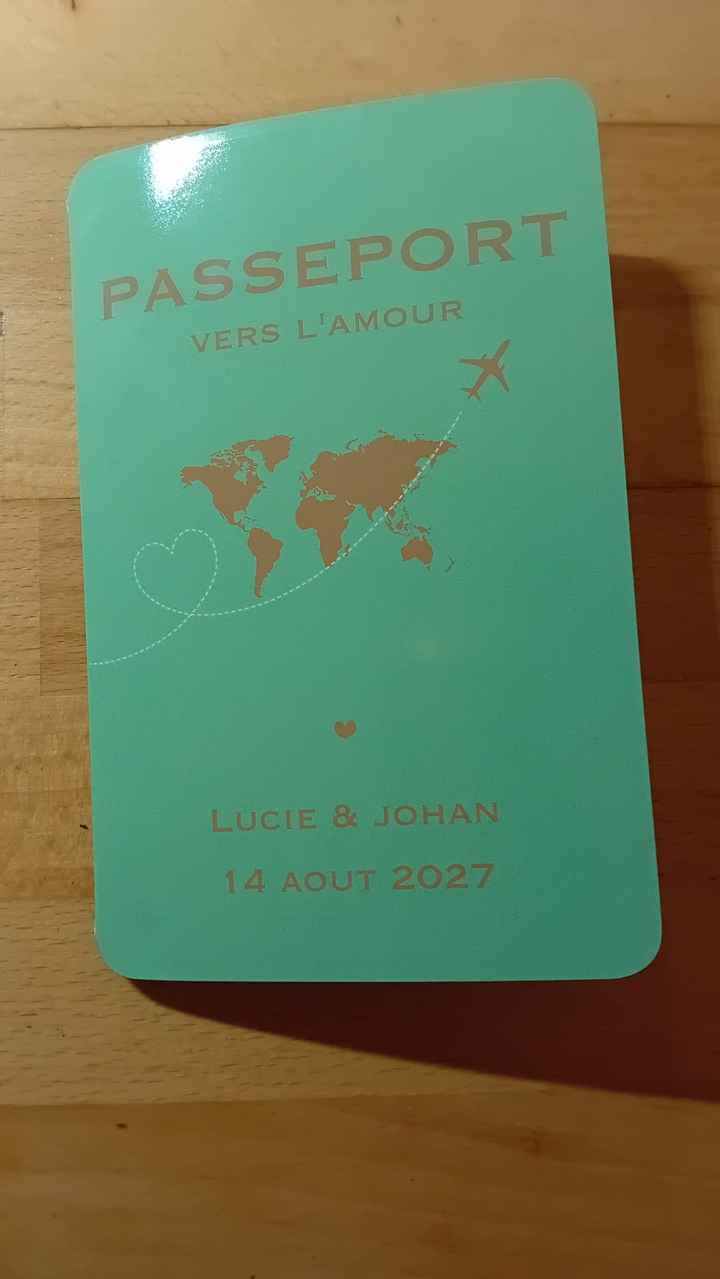 PASSEPORT
VERS L'AMOUR
LUCIE & JOHAN
14 AOUT 2027